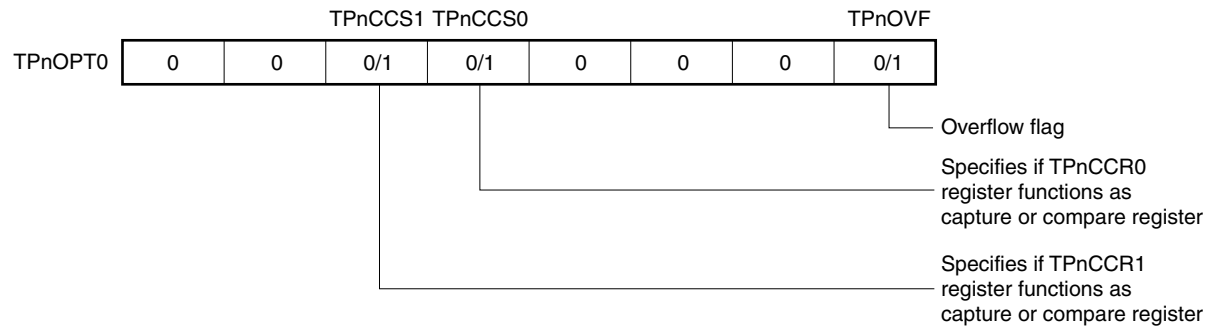 TPnCCS1 TPnCCS0 TPnOVF
TPnOPT0 0 0 0/1 0/1 0 0 0 0/1
Overflow flag
Specifies if TPnCCR0
register functions as
capture or compare register
Specifies if TPnCCR1
register functions as
capture or compare register